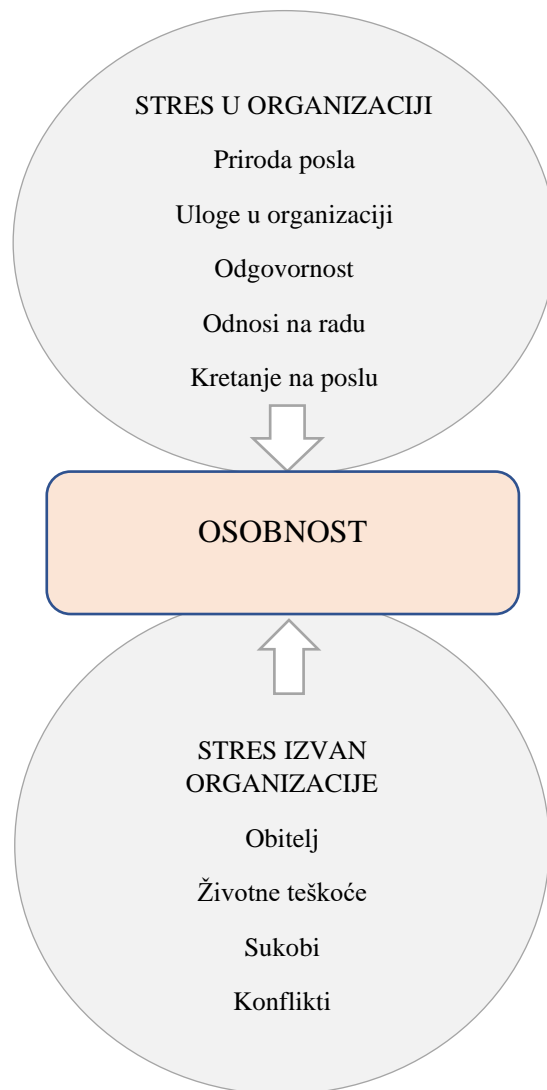 STRES U ORGANIZACIJI
Priroda posla
Uloge u organizaciji
Odgovornost
Odnosi na radu
Kretanje na poslu
OSOBNOST
STRES IZVAN
ORGANIZACIJE
Obitelj
Životne teškoće
Sukobi
Konflikti